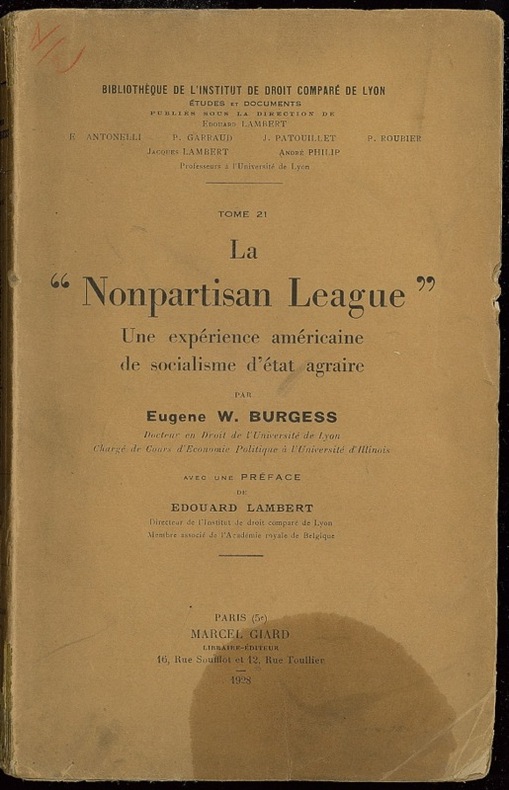 BIBLIOTHÈQUE DE L'INSTITUT DE DROIT COMPARÉ DE LYON
ÉTUDES ET DOCUMENTS
PUBLIÉS SOUS LA DIRECTION DE
EDOUARD LAMBERT
E. ANTONELLI P. GARRAUD J. PATOUILLET P. ROUBIER
JACQUES LAMBERT ANDRÉ PHILIP
Professeurs à l'Université de Lyon
TOME 21
La
“ Nonpartisan League ”
Une expérience américaine
de socialisme d'état agraire
PAR
Eugene W. BURGESS
Docteur en Droit de l'Université de Lyon
Chargé de Cours d'Economie Politique à l'Université d'Illinois
AVEC UNE PRÉFACE
DE
EDOUARD LAMBERT
Directeur de l'Institut de droit comparé de Lyon
Membre associé de l'Académie royale de Belgique
PARIS (5e)
MARCEL GIARD
LIBRAIRE-ÉDITEUR
16, Rue Soufflot et 12, Rue Toullier
1928